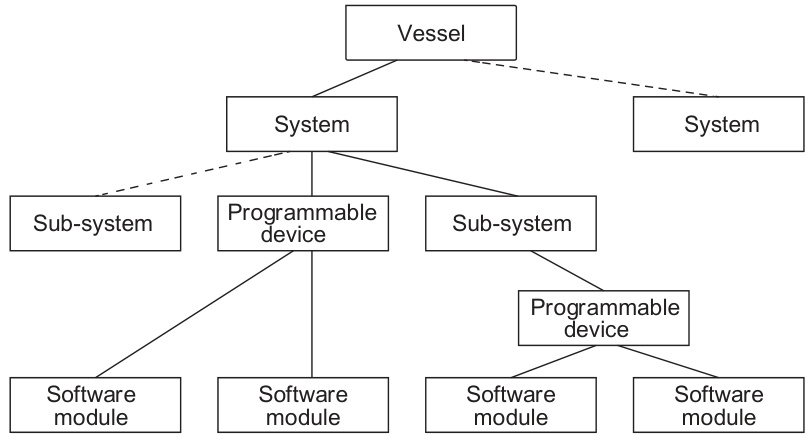 Vessel
System
System
Sub-system
Programmable
device
Sub-system
Programmable
device
Software
module
Software
module
Software
module
Software
module